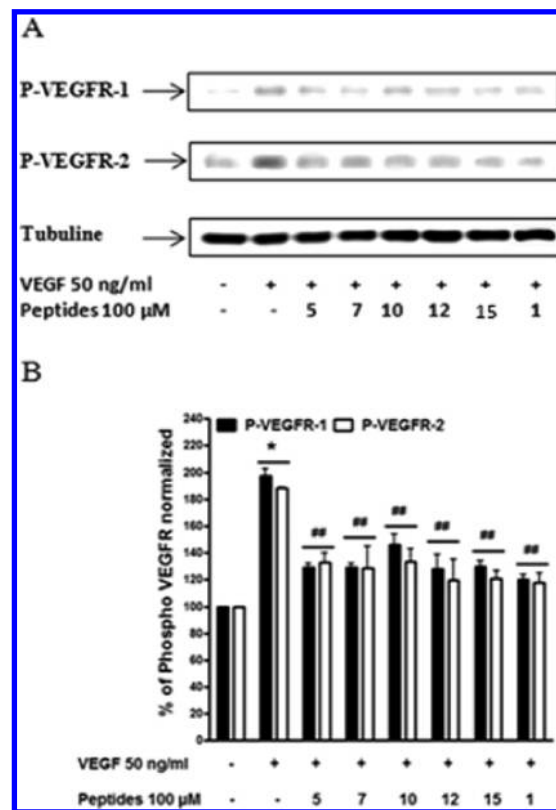 A
P-VEGFR-1
P-VEGFR-2
Tubuline
VEGF 50 ng/ml - + + + + + + +
Peptides 100 µM - - 5 7 10 12 15 1
B
P-VEGFR-1 P-VEGFR-2
% of Phospho VEGFR normalized
240
220
200
180
160
140
120
100
80
60
40
20
0
*
## ## ## ## ## ##
VEGF 50 ng/ml - + + + + + + +
Peptides 100 µM - - 5 7 10 12 15 1